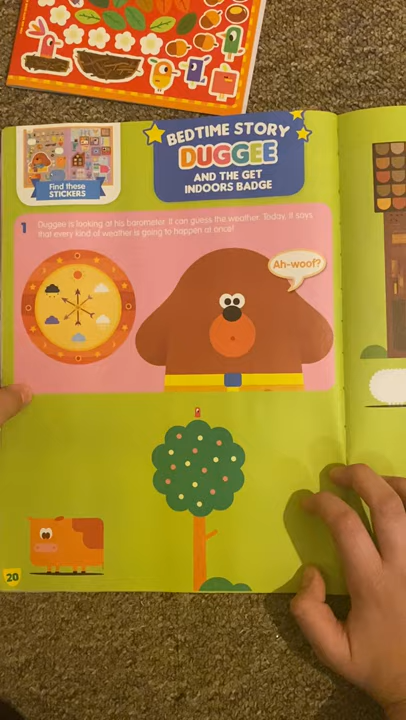 BEDTIME STORY
DUGGEE
AND THE GET
INDOORS BADGE
Find these
STICKERS
1 Duggee is looking at his barometer. It can guess the weather. Today, it says
that every kind of weather is going to happen at once!
Ah-woof?
20